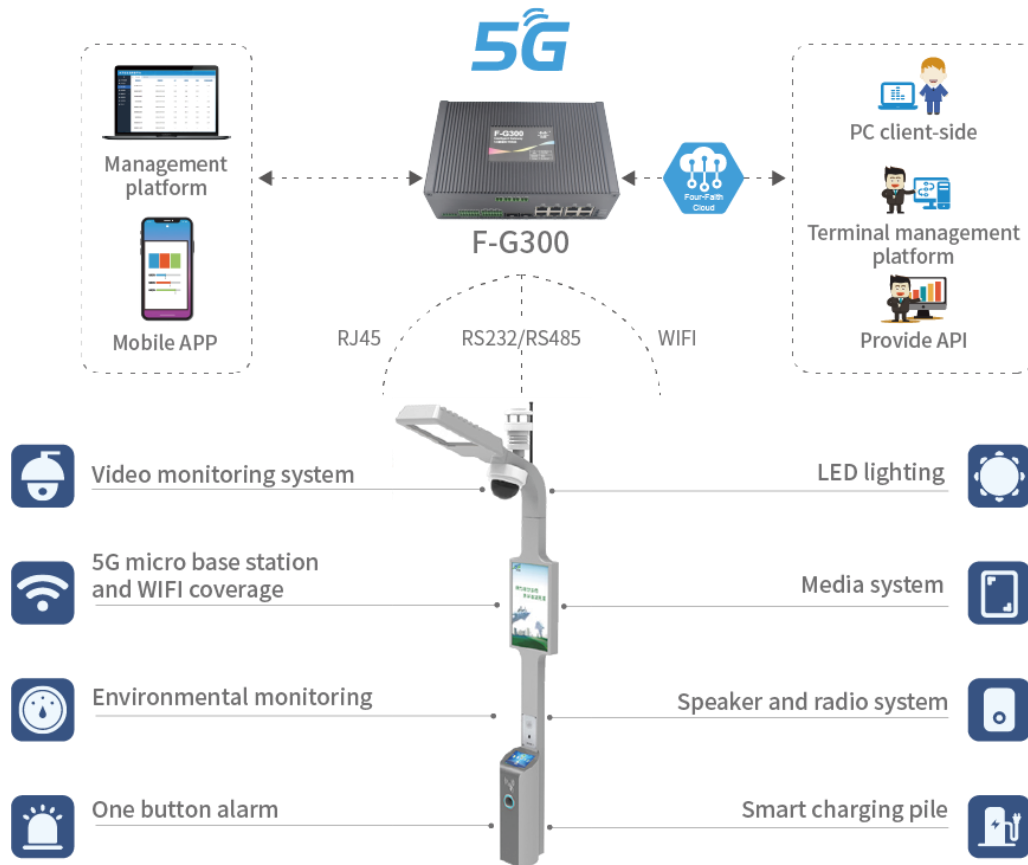 5G
F-G300
Management
platform
Mobile APP
Four-Faith
Cloud
PC client-side
Terminal management
platform
Provide API
F-G300
RJ45
RS232/RS485
WIFI
Video monitoring system
LED lighting
5G micro base station
and WIFI coverage
Media system
Environmental monitoring
Speaker and radio system
One button alarm
Smart charging pile